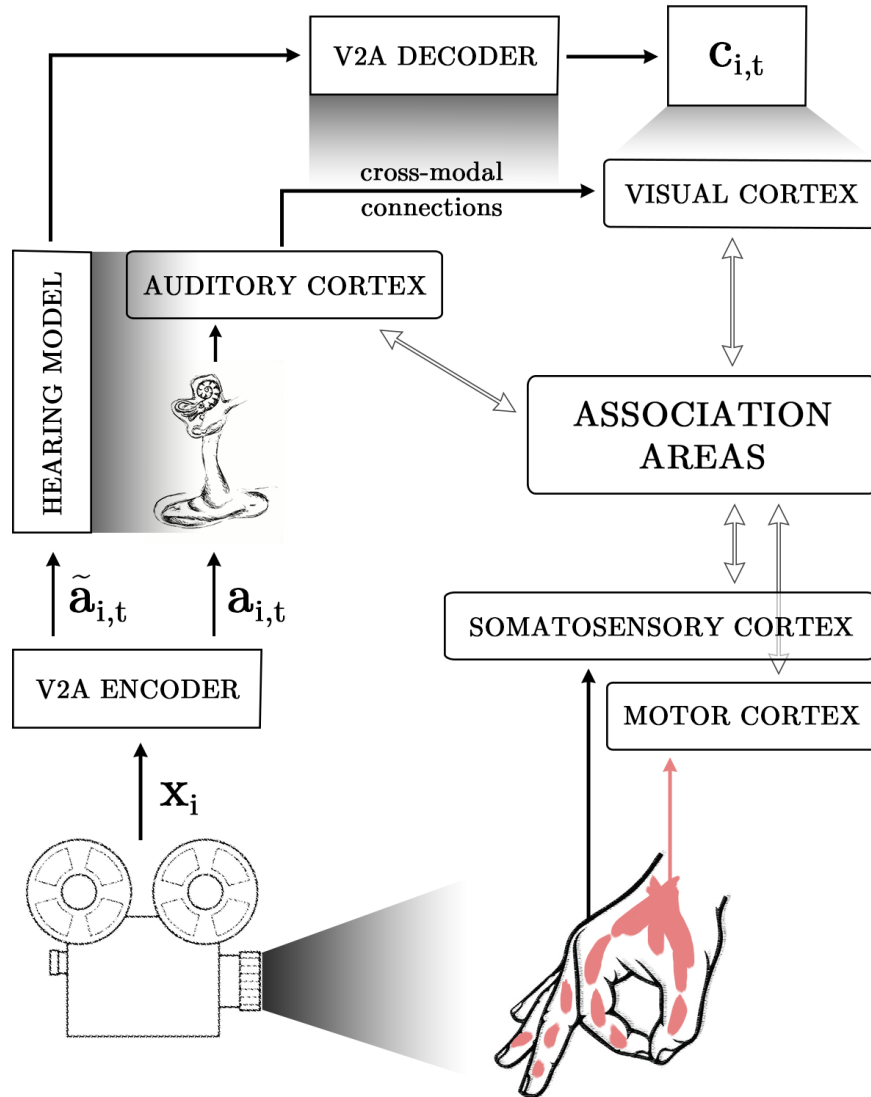 V2A DECODER
c_{i,t}
cross-modal
connections
VISUAL CORTEX
AUDITORY CORTEX
HEARING MODEL
ASSOCIATION
AREAS
ã_{i,t}
a_{i,t}
SOMATOSENSORY CORTEX
V2A ENCODER
MOTOR CORTEX
x_i